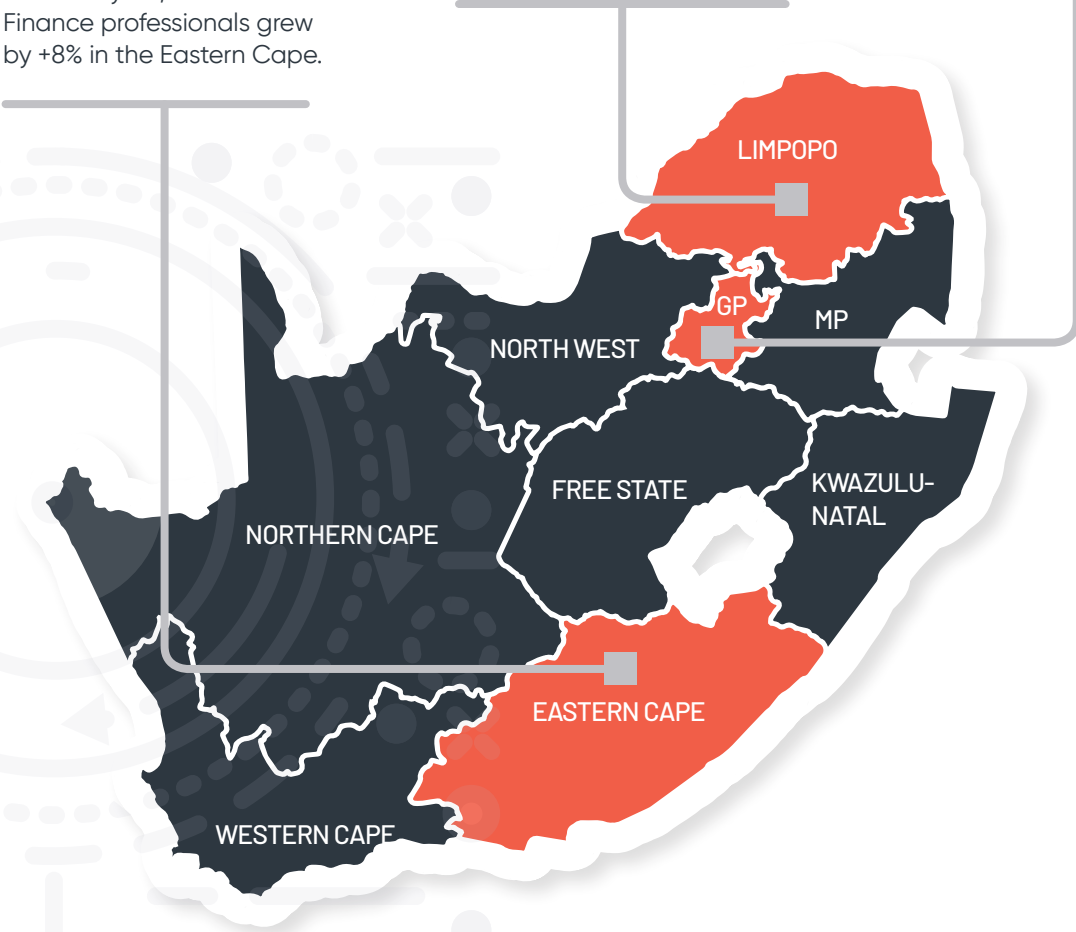 Finance professionals grew
by +8% in the Eastern Cape.
LIMPOPO
GP
MP
NORTH WEST
FREE STATE
KWAZULU-
NATAL
NORTHERN CAPE
EASTERN CAPE
WESTERN CAPE